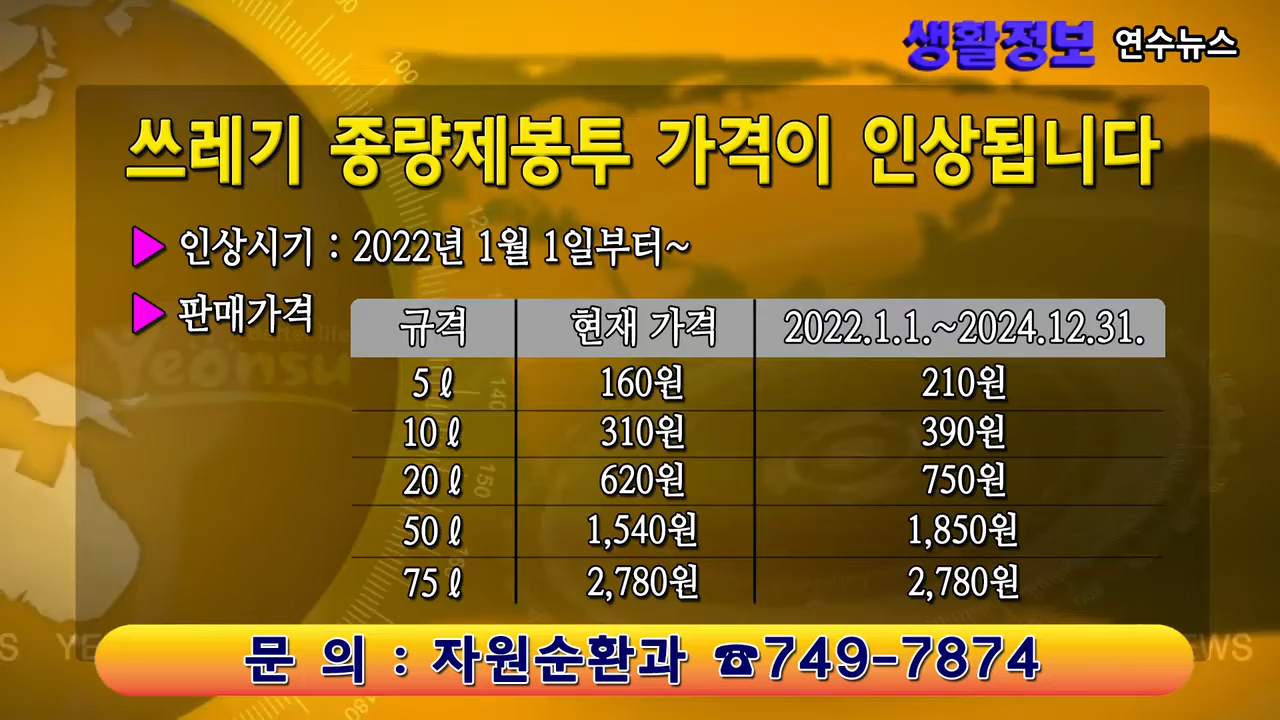 생활정보 연수뉴스
쓰레기 종량제봉투 가격이 인상됩니다
▶ 인상시기 : 2022년 1월 1일부터~
▶ 판매가격
규격 현재 가격 2022.1.1.~2024.12.31.
5ℓ 160원 210원
10ℓ 310원 390원
20ℓ 620원 750원
50ℓ 1,540원 1,850원
75ℓ 2,780원 2,780원
문 의 : 자원순환과 ☎749-7874
Yeonsu
100
140
150